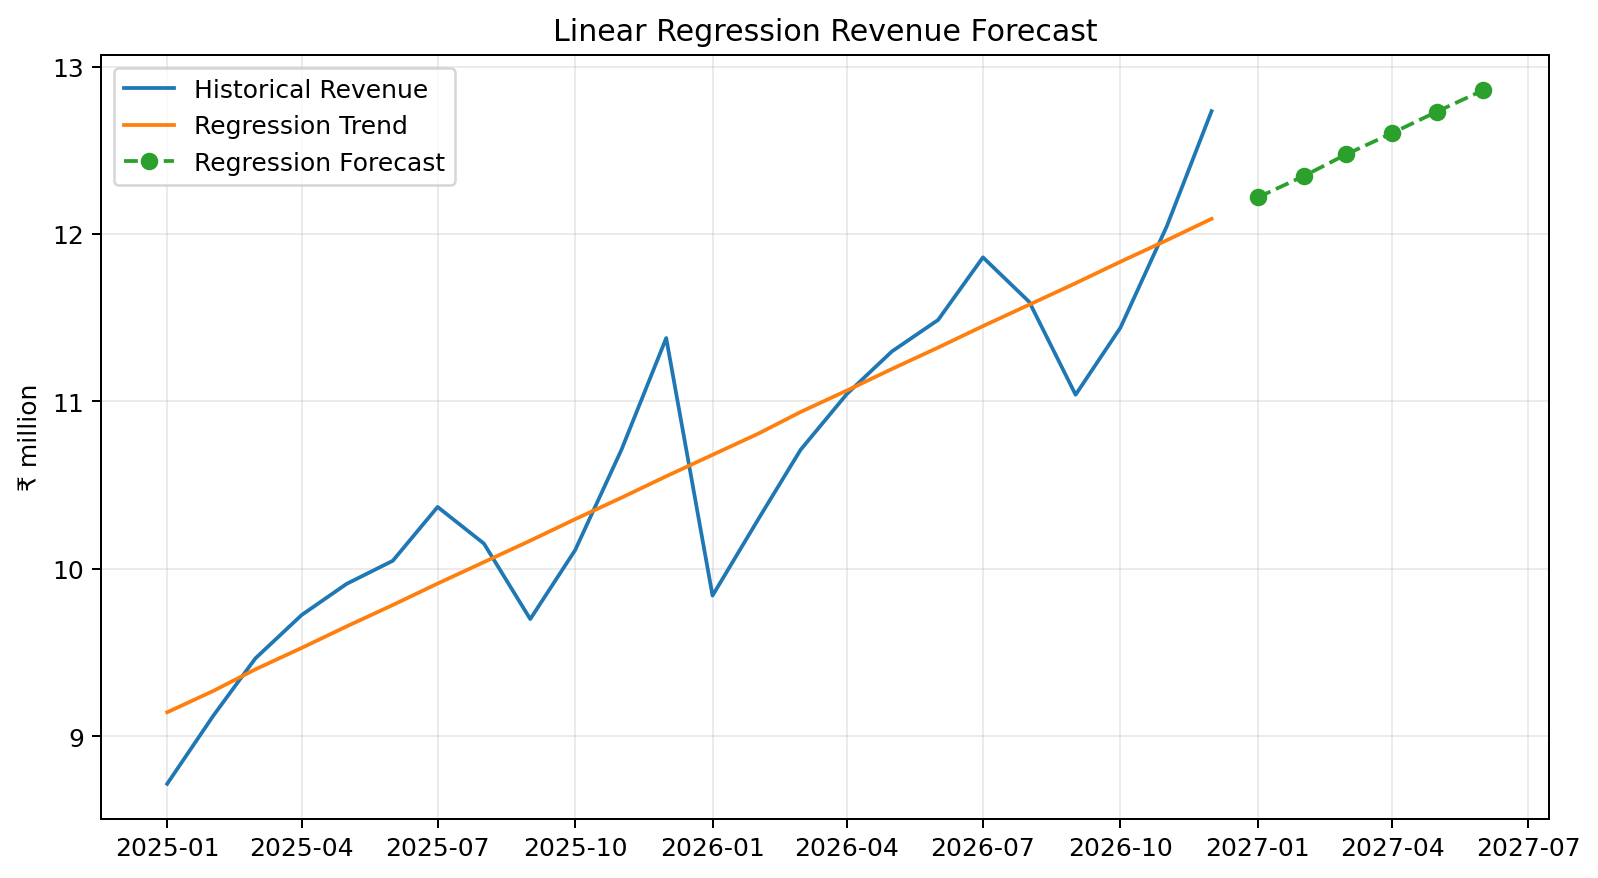 Linear Regression Revenue Forecast
Historical Revenue
Regression Trend
Regression Forecast
₹ million
13
12
11
10
9
2025-01 2025-04 2025-07 2025-10 2026-01 2026-04 2026-07 2026-10 2027-01 2027-04 2027-07